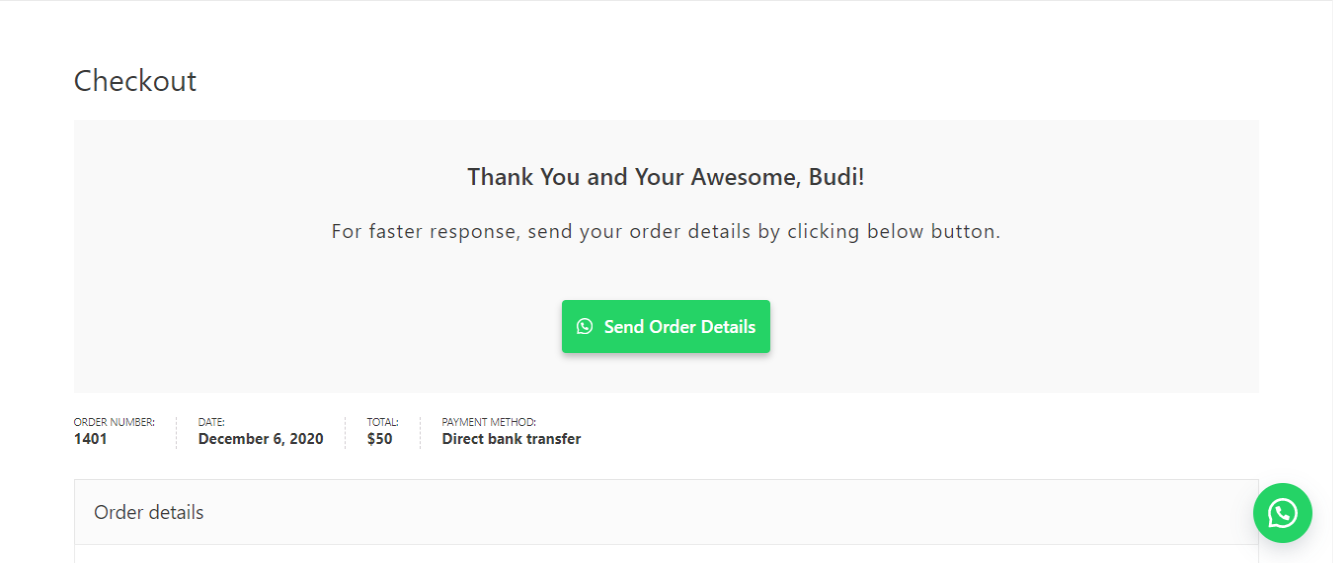 Checkout
Thank You and Your Awesome, Budi!
For faster response, send your order details by clicking below button.
Send Order Details
ORDER NUMBER:
1401
DATE:
December 6, 2020
TOTAL:
$50
PAYMENT METHOD:
Direct bank transfer
Order details